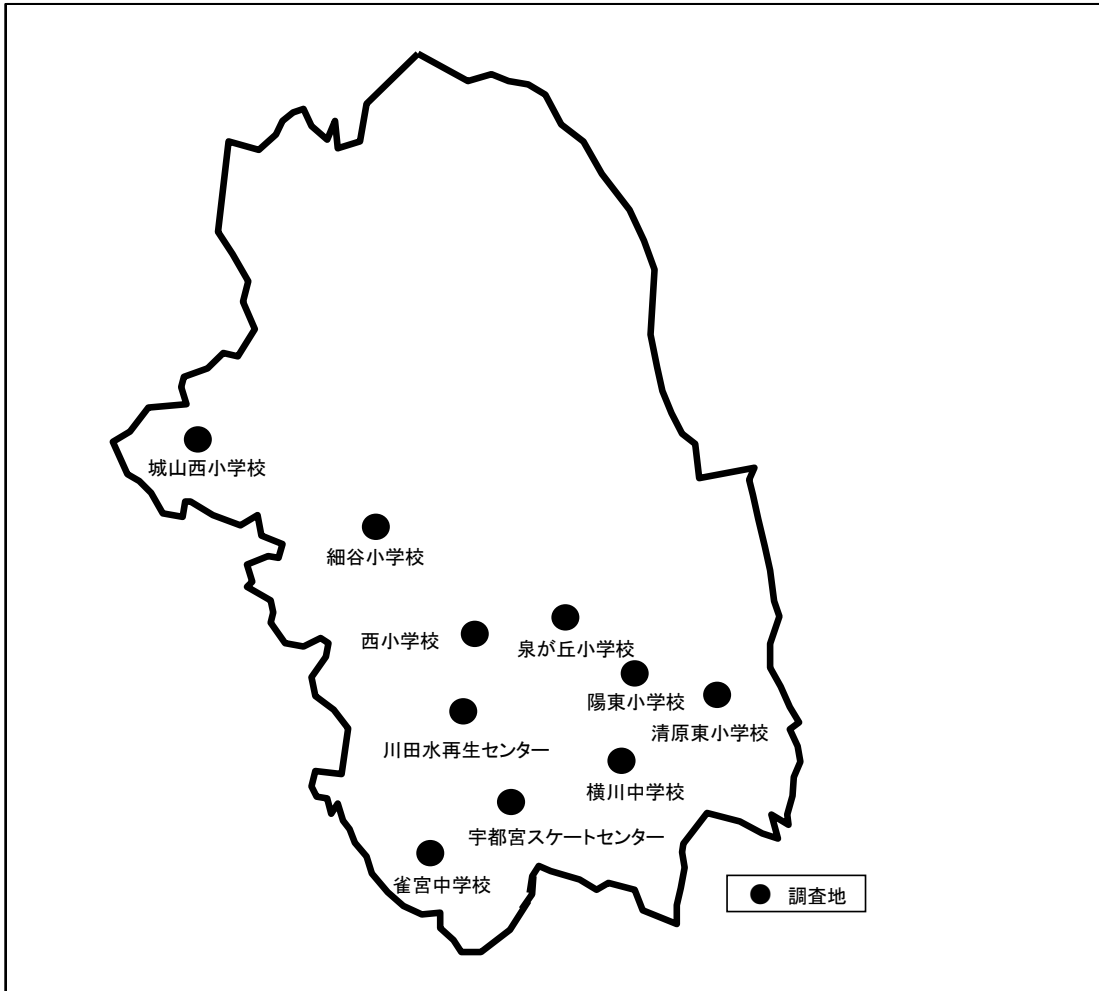 城山西小学校
細谷小学校
西小学校
泉が丘小学校
陽東小学校
清原東小学校
川田水再生センター
横川中学校
宇都宮スケートセンター
雀宮中学校
調査地